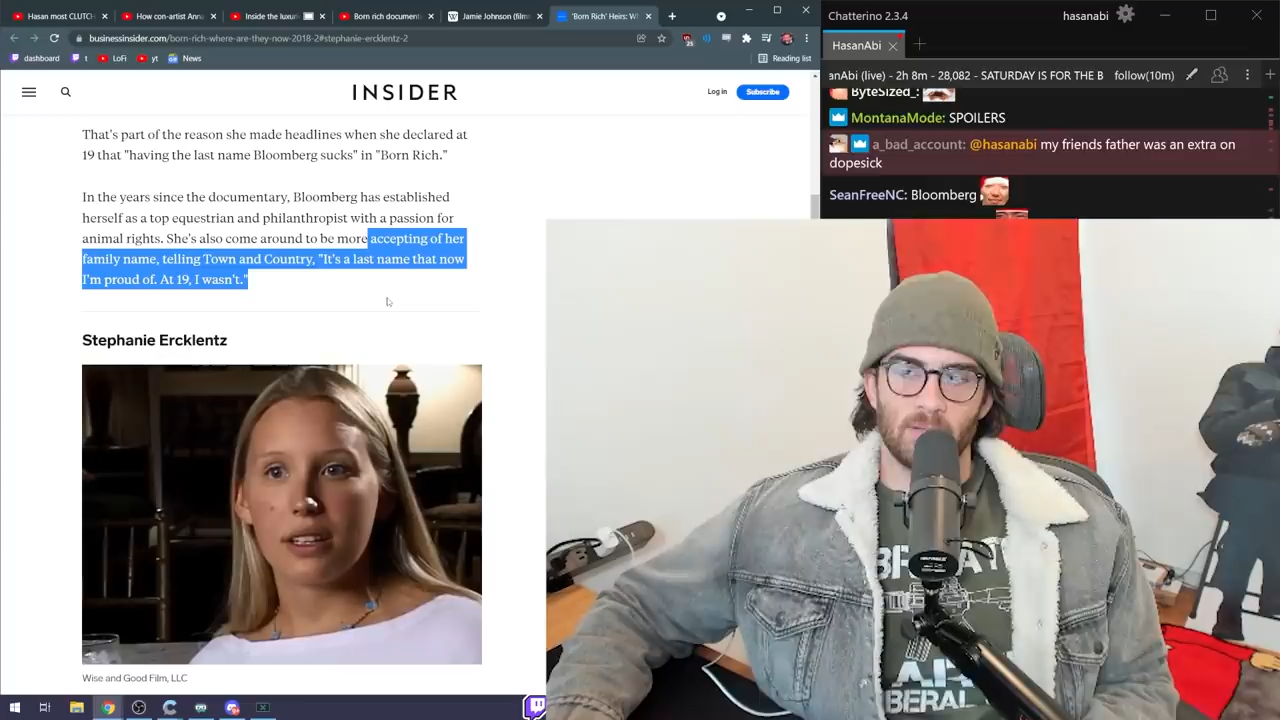 Hasan most CLUTCH
How con-artist Anna
Inside the luxur
Born rich document
Jamie Johnson (film
'Born Rich' Heirs: Wh
businessinsider.com/born-rich-where-are-they-now-2018-2#stephanie-ercklentz-2
dashboard
t
LoFi
yt
News
Reading list
INSIDER
Log in
Subscribe
That's part of the reason she made headlines when she declared at
19 that "having the last name Bloomberg sucks" in "Born Rich."
In the years since the documentary, Bloomberg has established
herself as a top equestrian and philanthropist with a passion for
animal rights. She's also come around to be more accepting of her
family name, telling Town and Country, "It's a last name that now
I'm proud of. At 19, I wasn't."
Stephanie Ercklentz
Wise and Good Film, LLC
Chatterino 2.3.4
hasanabi
HasanAbi
anAbi (live) - 2h 8m - 28,082 - SATURDAY IS FOR THE B
follow(10m)
ByteSized_:
MontanaMode: SPOILERS
a_bad_account: @hasanabi my friends father was an extra on
dopesick
SeanFreeNC: Bloomberg
LIBERAL